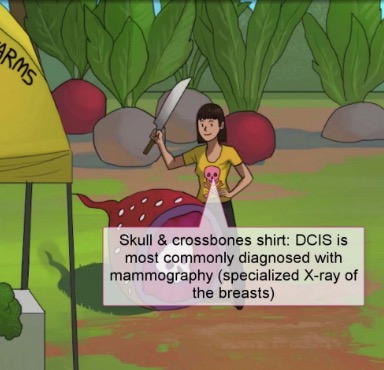 ARMS
Skull & crossbones shirt: DCIS is
most commonly diagnosed with
mammography (specialized X-ray of
the breasts)